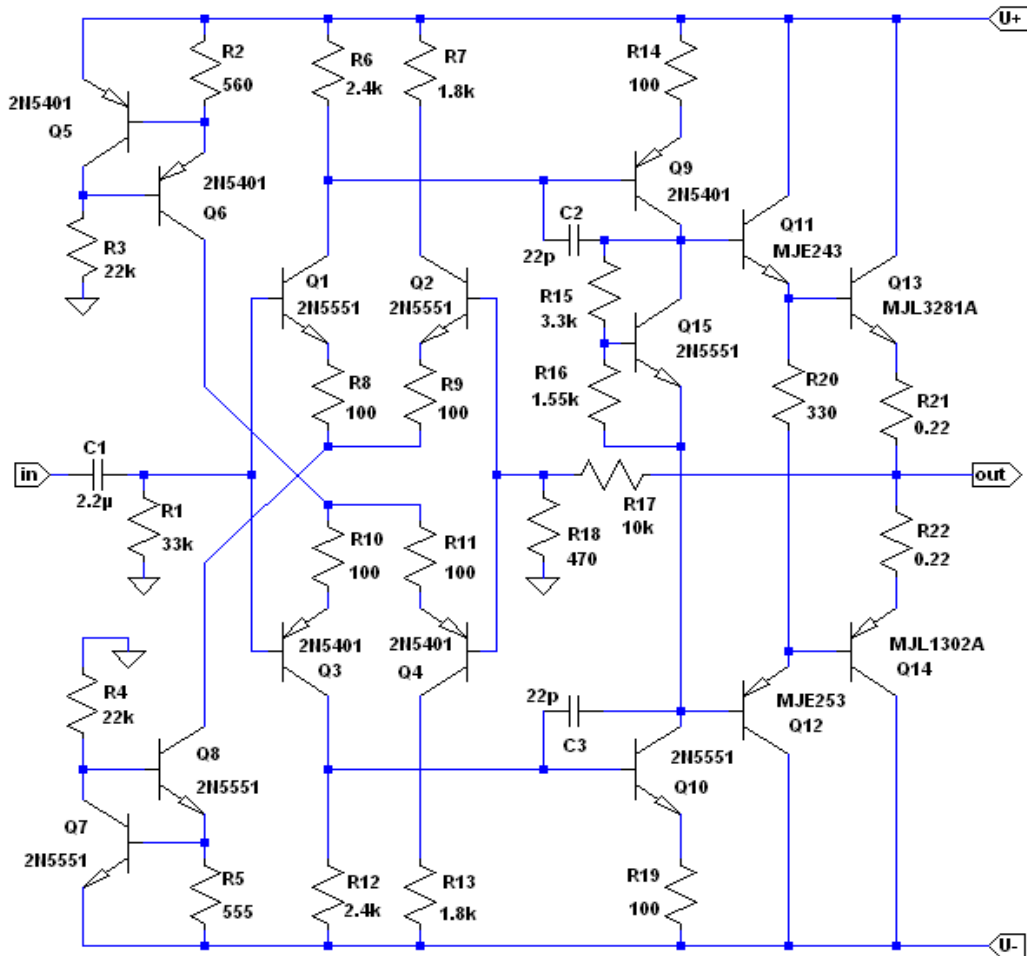 U+
R2
560
R6
2.4k
R7
1.8k
R14
100
2N5401
Q5
2N5401
Q6
Q9
2N5401
R3
22k
C2
22p
Q11
MJE243
Q1
2N5551
Q2
2N5551
R15
3.3k
Q13
MJL3281A
Q15
2N5551
R8
100
R9
100
R16
1.55k
R20
330
R21
0.22
in
C1
2.2µ
R1
33k
R17
10k
out
R18
470
R10
100
R11
100
R22
0.22
2N5401
Q3
2N5401
Q4
MJL1302A
Q14
R4
22k
22p
C3
MJE253
Q12
Q8
2N5551
2N5551
Q10
Q7
2N5551
R5
555
R12
2.4k
R13
1.8k
R19
100
U-